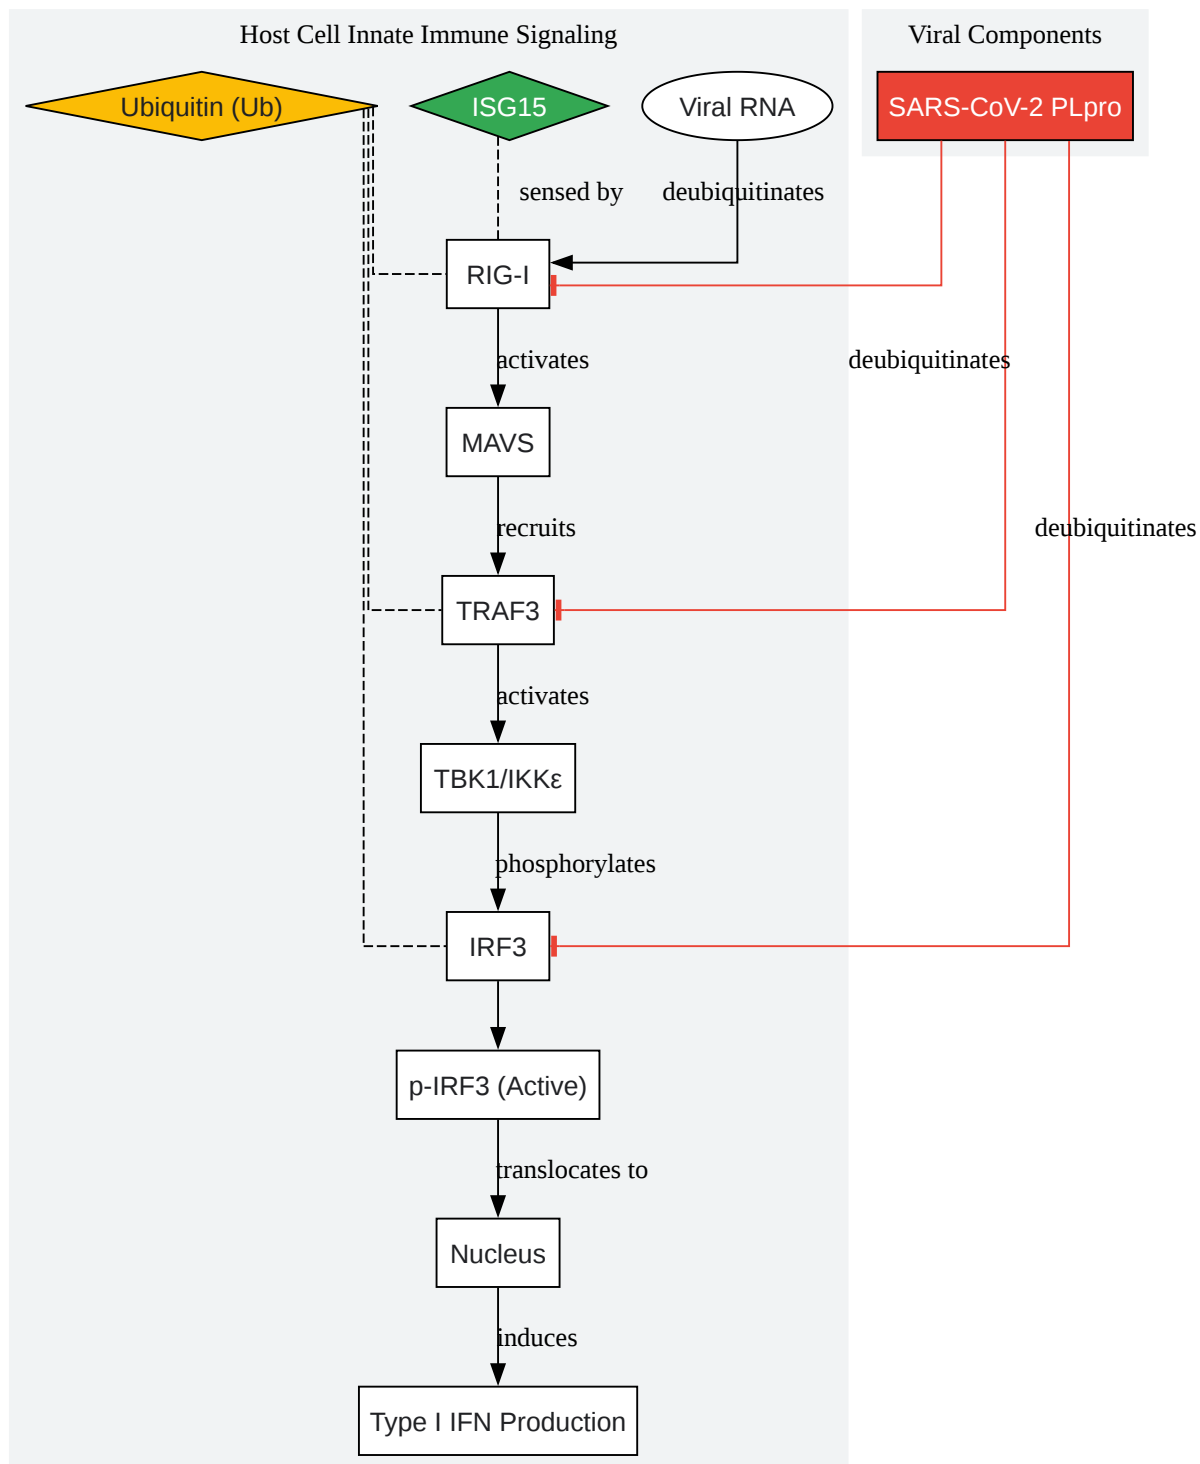 Host Cell Innate Immune Signaling
Viral Components
Ubiquitin (Ub)
ISG15
Viral RNA
SARS-CoV-2 PLpro
sensed by
deubiquitinates
RIG-I
activates
deubiquitinates
MAVS
recruits
deubiquitinates
TRAF3
activates
TBK1/IKKε
phosphorylates
IRF3
p-IRF3 (Active)
translocates to
Nucleus
induces
Type I IFN Production